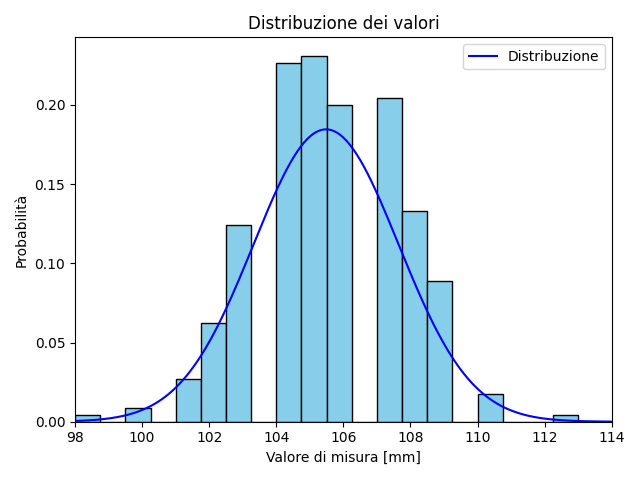 Distribuzione dei valori
Distribuzione
Probabilità
0.20
0.15
0.10
0.05
0.00
98 100 102 104 106 108 110 112 114
Valore di misura [mm]